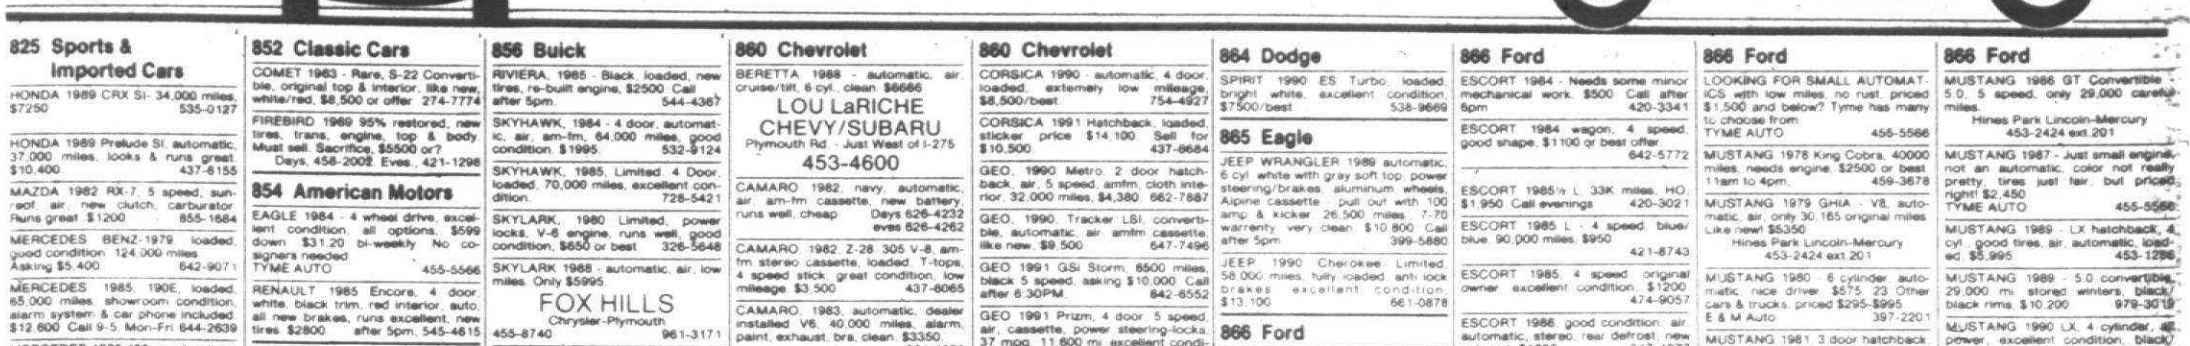 825 Sports &
Imported Cars
HONDA 1989 CRX SI- 34,000 miles,
$7250 535-0127
HONDA 1989 Prelude SI, automatic,
37,000 miles, looks & runs great.
$10,400 437-6155
MAZDA 1982 RX-7, 5 speed, sun-
roof, air, new clutch, carburator
Runs great $1200 855-1684
MERCEDES BENZ-1979 loaded,
good condition 124,000 miles
Asking $5,400 642-9071
MERCEDES 1985, 190E, loaded,
65,000 miles, showroom condition,
alarm system & car phone included.
$12,600 Call 9-5, Mon-Fri 644-2639
852 Classic Cars
COMET 1963 - Rare, S-22 Converti-
ble, original top & interior, like new,
white/red, $8,500 or offer 274-7774
FIREBIRD 1969 95% restored, new
tires, trans, engine, top & body.
Must sell. Sacrifice, $5500 or?
Days, 458-2002 Eves., 421-1298
854 American Motors
EAGLE 1984 - 4 wheel drive, excel-
lent condition, all options, $599
down $31.20 bi-weekly No co-
signers needed
TYME AUTO 455-5566
RENAULT 1985 Encore, 4 door,
white, black trim, red interior, auto,
all new brakes, runs excellent, new
tires $2800 after 5pm, 545-4615
856 Buick
RIVIERA, 1985 - Black, loaded, new
tires, re-built engine, $2500 Call
after 5pm. 544-4367
SKYHAWK, 1984 - 4 door, automat-
ic, air, am-fm, 64,000 miles, good
condition. $1995. 532-9124
SKYHAWK, 1985, Limited, 4 Door,
loaded, 70,000 miles, excellent con-
dition. 728-5421
SKYLARK, 1980 Limited, power
locks, V-6 engine, runs well, good
condition, $650 or best 326-5648
SKYLARK 1988 - automatic, air, low
miles. Only $5995.
FOX HILLS
Chrysler-Plymouth
455-8740 961-3171
860 Chevrolet
BERETTA 1988 - automatic, air,
cruise/tilt, 6 cyl., clean. $6666
LOU LaRICHE
CHEVY/SUBARU
Plymouth Rd. - Just West of I-275
453-4600
CAMARO 1982, navy, automatic,
air, am-fm cassette, new battery,
runs well, cheap Days 626-4232
eves 626-4262
CAMARO 1982 Z-28 305 V-8, am-
fm stereo cassette, loaded, T-tops,
4 speed stick, great condition, low
mileage $3,500 437-6065
CAMARO, 1983, automatic, dealer
installed V6, 40,000 miles, alarm,
paint, exhaust, bra, clean. $3350
860 Chevrolet
CORSICA 1990 - automatic, 4 door,
loaded, extemely low mileage,
$8,500/best. 754-4927
CORSICA 1991 Hatchback, loaded,
sticker price $14,100 Sell for
$10,500 437-6684
GEO, 1990 Metro, 2 door hatch-
back, air, 5 speed, amfm, cloth inte-
rior, 32,000 miles, $4,380 662-7887
GEO, 1990, Tracker LSI, converti-
ble, automatic air amfm cassette,
like new, $9,500 647-7496
GEO 1991 GSi Storm, 6500 miles,
black 5 speed, asking $10,000 Call
after 6:30PM. 642-6552
GEO 1991 Prizm, 4 door, 5 speed,
air, cassette, power steering-locks,
37 mpg, 11,600 mi, excellent condi-
864 Dodge
SPIRIT 1990 ES Turbo, loaded,
bright white, excellent condition,
$7500/best 538-9669
865 Eagle
JEEP WRANGLER 1989 automatic,
6 cyl white with gray soft top, power
steering/brakes, aluminum wheels,
Alpine cassette - pull out with 100
amp & kicker 26,500 miles 7-70
warrenty very clean $10,800 Call
after 5pm 399-5880
JEEP 1990 Cherokee Limited,
58,000 miles, fully loaded anti lock
brakes excellent condition,
$13,100 661-0878
866 Ford
866 Ford
ESCORT 1984 - Needs some minor
mechanical work. $500 Call after
6pm 420-3341
ESCORT 1984 wagon, 4 speed,
good shape, $1100 or best offer
642-5772
ESCORT 1985½ L 33K miles, HO,
$1,950 Call evenings 420-3021
ESCORT 1985 L - 4 speed, blue/
blue, 90,000 miles, $950
421-8743
ESCORT 1985, 4 speed original
owner excellent condition, $1200
474-9057
ESCORT 1986, good condition, air,
automatic, stereo, rear defrost, new
866 Ford
LOOKING FOR SMALL AUTOMAT-
ICS with low miles, no rust, priced
$1,500 and below? Tyme has many
to choose from
TYME AUTO 455-5566
MUSTANG 1978 King Cobra, 40000
miles, needs engine, $2500 or best
11am to 4pm, 459-3678
MUSTANG 1979 GHIA - V8, auto-
matic, air, only 30,165 original miles
Like new! $5350
Hines Park Lincoln-Mercury
453-2424 ext.201
MUSTANG 1980 - 6 cylinder, auto-
matic, nice driver $575 23 Other
cars & trucks, priced $295-$995
E & M Auto 397-2201
MUSTANG 1981 3 door hatchback,
866 Ford
MUSTANG 1986 GT Convertible
5.0, 5 speed, only 29,000 careful
miles.
Hines Park Lincoln-Mercury
453-2424 ext.201
MUSTANG 1987 - Just small engine,
not an automatic, color not really
pretty, tires just fair, but priced
right! $2,450
TYME AUTO 455-5566
MUSTANG 1989 - LX hatchback, 4
cyl., good tires, air, automatic, load-
ed, $5,995 453-1286
MUSTANG 1989 5.0 convertible,
29,000 mi stored winters, black/
black rims, $10,200 979-3019
MUSTANG 1990 LX, 4 cylinder, all
power, excellent condition, black/